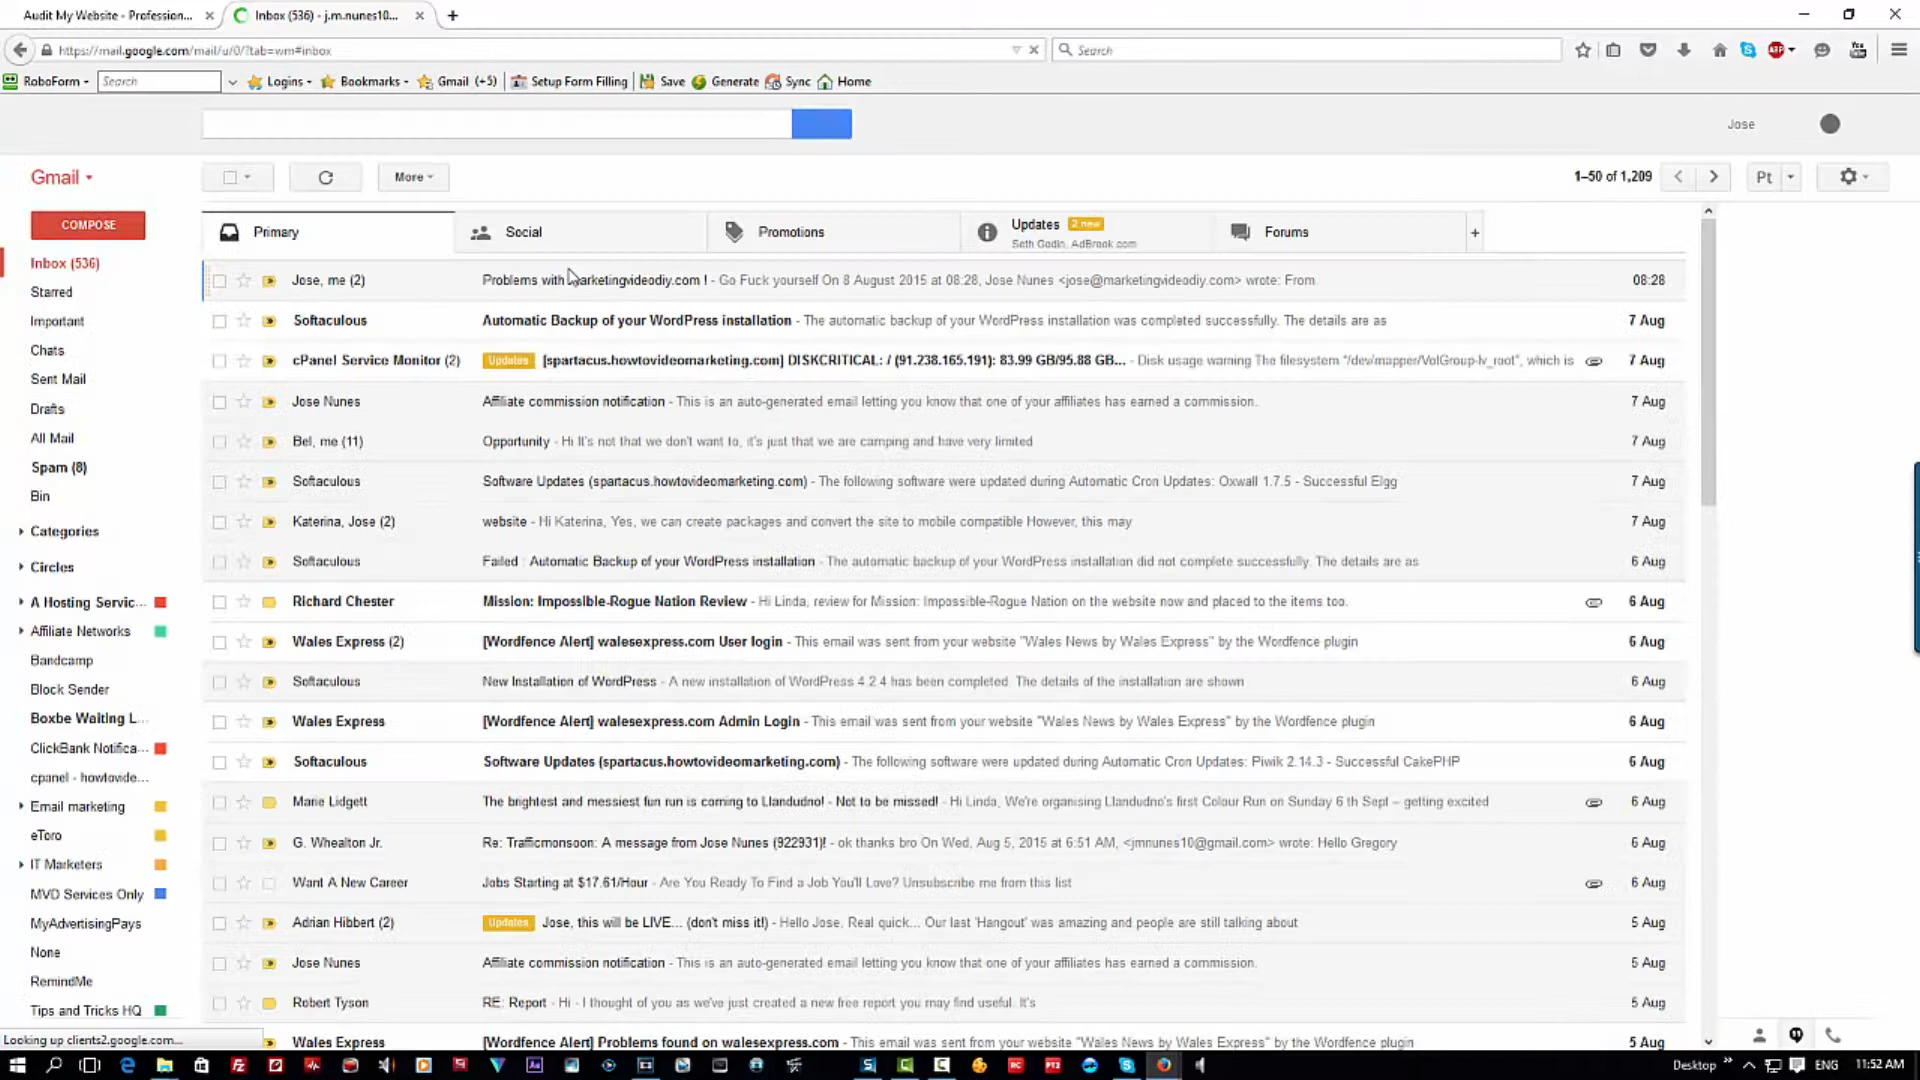 Audit My Website - Profession...
Inbox (536) - j.m.nunes10...
https://mail.google.com/mail/u/0/?tab=wm#inbox
Search
ABP
You
RoboForm
Search
Logins
Bookmarks
Gmail (+5)
Setup Form Filling
Save
Generate
Sync
Home
Jose
Gmail
More
1–50 of 1,209
Pt
COMPOSE
Primary
Social
Promotions
Updates 2 new
Seth Godin, AdBrook.com
Forums
Inbox (536)
Starred
Important
Chats
Sent Mail
Drafts
All Mail
Spam (8)
Bin
Categories
Circles
A Hosting Servic...
Affiliate Networks
Bandcamp
Block Sender
Boxbe Waiting L...
ClickBank Notifica...
cpanel - howtovide...
Email marketing
eToro
IT Marketers
MVD Services Only
MyAdvertisingPays
None
RemindMe
Tips and Tricks HQ
Jose, me (2) Problems with marketingvideodiy.com ! - Go Fuck yourself On 8 August 2015 at 08:28, Jose Nunes <jose@marketingvideodiy.com> wrote: From 08:28
Softaculous Automatic Backup of your WordPress installation - The automatic backup of your WordPress installation was completed successfully. The details are as 7 Aug
cPanel Service Monitor (2) Updates [spartacus.howtovideomarketing.com] DISKCRITICAL: / (91.238.165.191): 83.99 GB/95.88 GB... - Disk usage warning The filesystem "/dev/mapper/VolGroup-lv_root", which is 7 Aug
Jose Nunes Affiliate commission notification - This is an auto-generated email letting you know that one of your affiliates has earned a commission. 7 Aug
Bel, me (11) Opportunity - Hi It's not that we don't want to, it's just that we are camping and have very limited 7 Aug
Softaculous Software Updates (spartacus.howtovideomarketing.com) - The following software were updated during Automatic Cron Updates: Oxwall 1.7.5 - Successful Elgg 7 Aug
Katerina, Jose (2) website - Hi Katerina, Yes, we can create packages and convert the site to mobile compatible However, this may 7 Aug
Softaculous Failed : Automatic Backup of your WordPress installation - The automatic backup of your WordPress installation did not complete successfully. The details are as 6 Aug
Richard Chester Mission: Impossible-Rogue Nation Review - Hi Linda, review for Mission: Impossible-Rogue Nation on the website now and placed to the items too. 6 Aug
Wales Express (2) [Wordfence Alert] walesexpress.com User login - This email was sent from your website "Wales News by Wales Express" by the Wordfence plugin 6 Aug
Softaculous New Installation of WordPress - A new installation of WordPress 4.2.4 has been completed. The details of the installation are shown 6 Aug
Wales Express [Wordfence Alert] walesexpress.com Admin Login - This email was sent from your website "Wales News by Wales Express" by the Wordfence plugin 6 Aug
Softaculous Software Updates (spartacus.howtovideomarketing.com) - The following software were updated during Automatic Cron Updates: Piwik 2.14.3 - Successful CakePHP 6 Aug
Marie Lidgett The brightest and messiest fun run is coming to Llandudno! - Not to be missed! - Hi Linda, We're organising Llandudno's first Colour Run on Sunday 6 th Sept – getting excited 6 Aug
G. Whealton Jr. Re: Trafficmonsoon: A message from Jose Nunes (922931)! - ok thanks bro On Wed, Aug 5, 2015 at 6:51 AM, <jmnunes10@gmail.com> wrote: Hello Gregory 6 Aug
Want A New Career Jobs Starting at $17.61/Hour - Are You Ready To Find a Job You'll Love? Unsubscribe me from this list 6 Aug
Adrian Hibbert (2) Updates Jose, this will be LIVE... (don't miss it!) - Hello Jose, Real quick... Our last 'Hangout' was amazing and people are still talking about 5 Aug
Jose Nunes Affiliate commission notification - This is an auto-generated email letting you know that one of your affiliates has earned a commission. 5 Aug
Robert Tyson RE: Report - Hi - I thought of you as we've just created a new free report you may find useful. It's 5 Aug
Wales Express [Wordfence Alert] Problems found on walesexpress.com - This email was sent from your website "Wales News by Wales Express" by the Wordfence plugin 5 Aug
Looking up clients2.google.com...
Desktop
ENG
11:52 AM